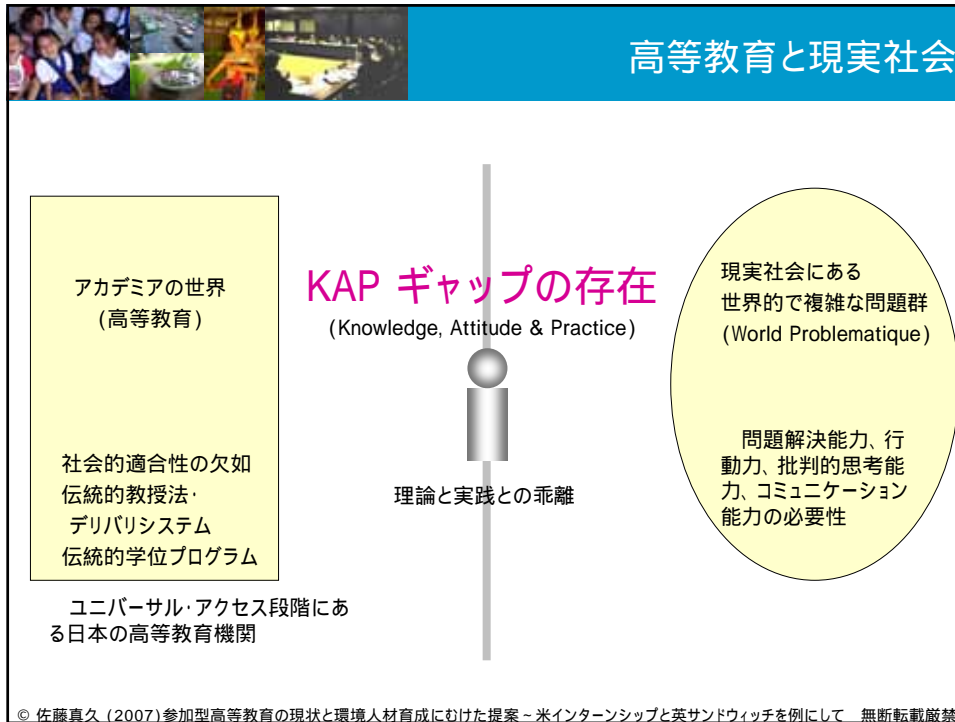 高等教育と現実社会
アカデミアの世界
(高等教育)
社会的適合性の欠如
伝統的教授法・
デリバリシステム
伝統的学位プログラム
ユニバーサル・アクセス段階にあ
る日本の高等教育機関
KAP ギャップの存在
(Knowledge, Attitude & Practice)
理論と実践との乖離
現実社会にある
世界的で複雑な問題群
(World Problematique)
問題解決能力、行
動力、批判的思考能
力、コミュニケーション
能力の必要性
© 佐藤真久 (2007)参加型高等教育の現状と環境人材育成にむけた提案 ~ 米インターンシップと英サンドウィッチを例にして 無断転載厳禁